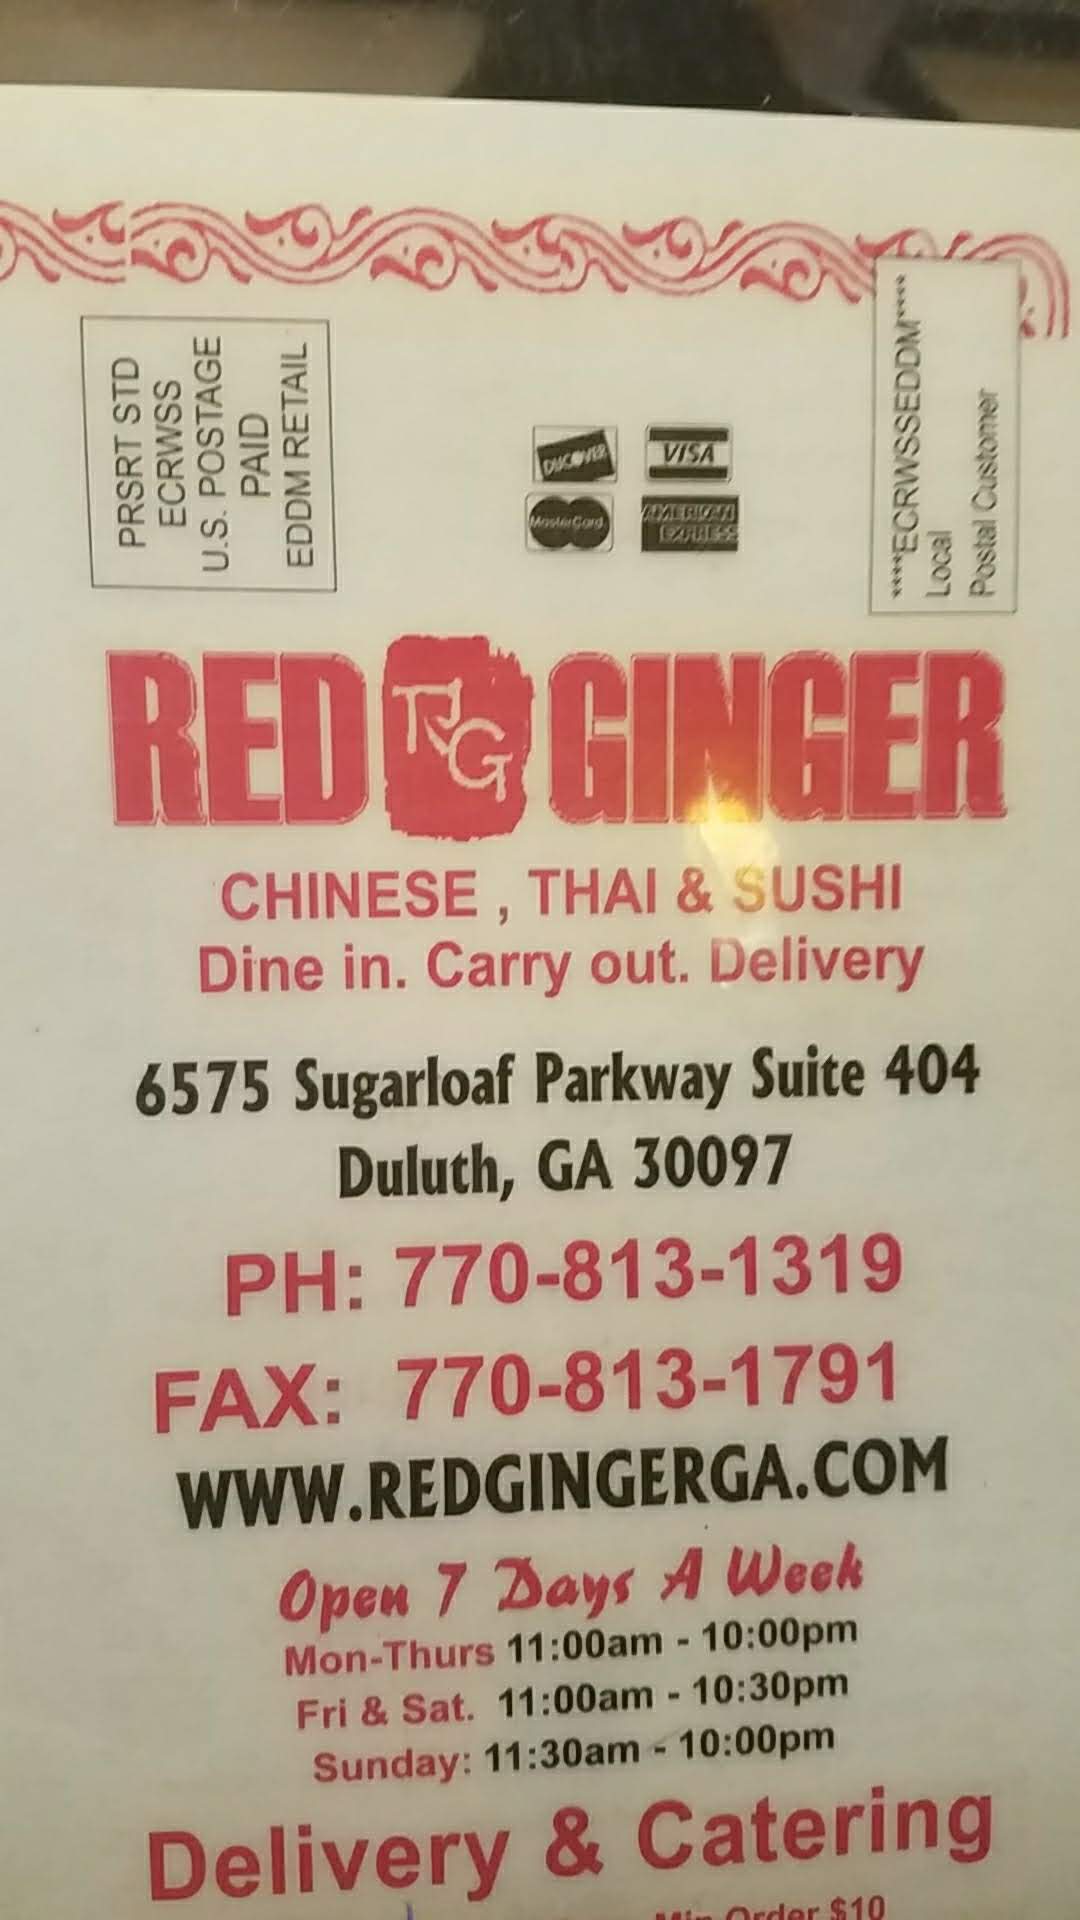 PRSRT STD
ECRWSS
U.S. POSTAGE
PAID
EDDM RETAIL
DISCOVER
VISA
MasterCard.
AMERICAN
EXPRESS
****ECRWSSEDDM****
Local
Postal Customer
RED RG GINGER
CHINESE , THAI & SUSHI
Dine in. Carry out. Delivery
6575 Sugarloaf Parkway Suite 404
Duluth, GA 30097
PH: 770-813-1319
FAX: 770-813-1791
WWW.REDGINGERGA.COM
Open 7 Days A Week
Mon-Thurs 11:00am - 10:00pm
Fri & Sat. 11:00am - 10:30pm
Sunday: 11:30am - 10:00pm
Delivery & Catering
Min Order $10